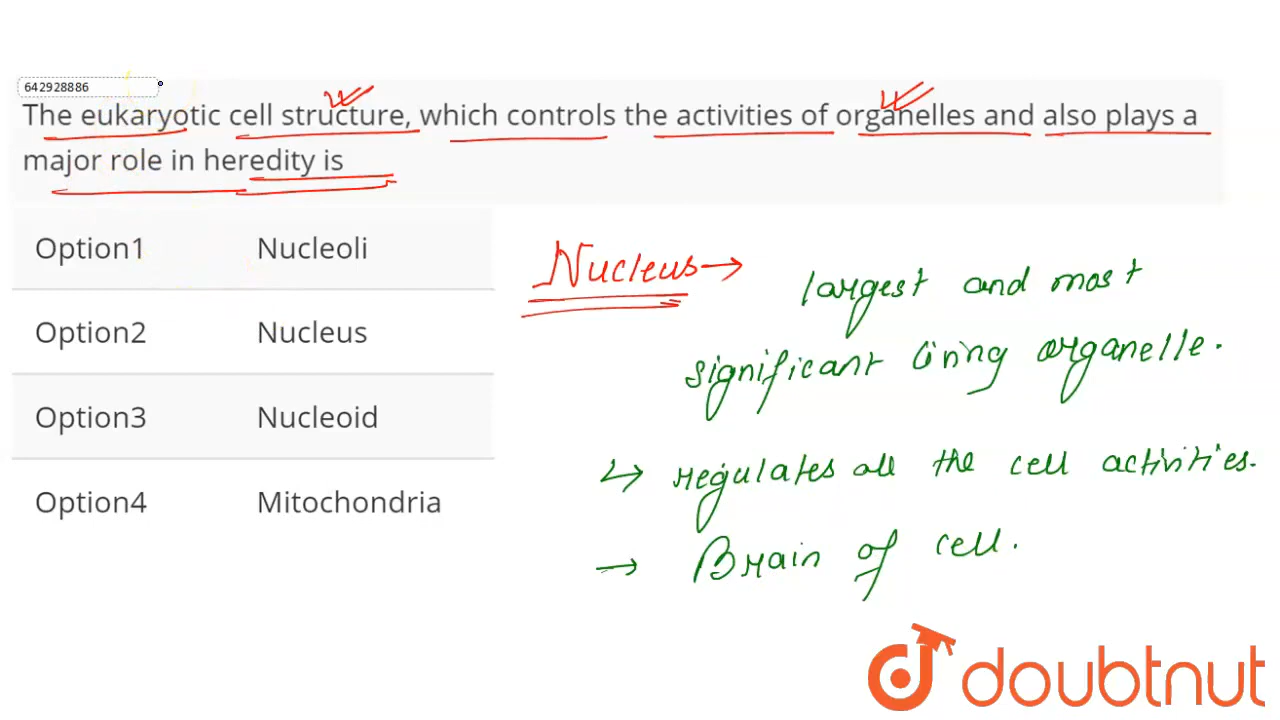 642928886
The eukaryotic cell structure, which controls the activities of organelles and also plays a
major role in heredity is
Option1 Nucleoli
Option2 Nucleus
Option3 Nucleoid
Option4 Mitochondria
Nucleus →
largest and most
significant living organelle.
↳ regulates all the cell activities.
→ Brain of cell.
doubtnut